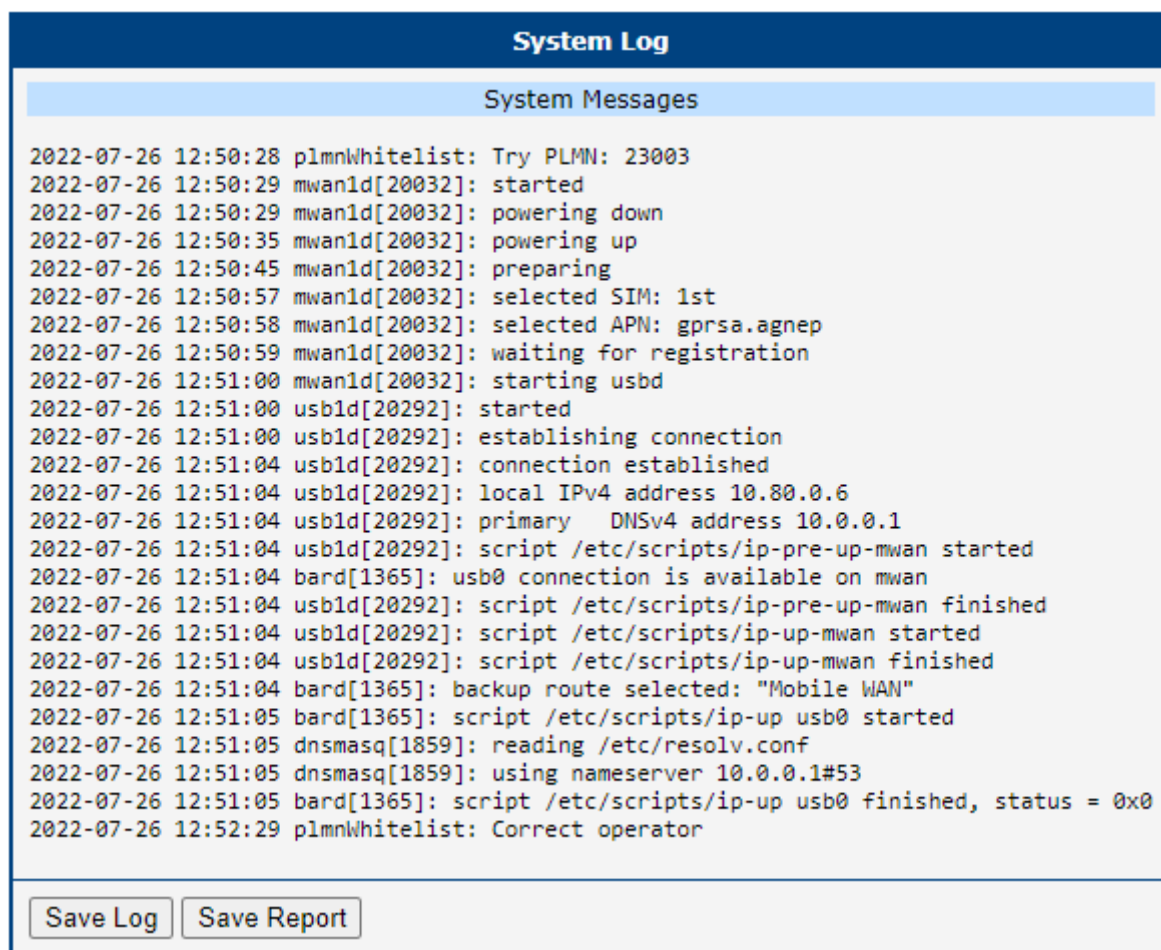 System Log
System Messages
2022-07-26 12:50:28 plmnWhitelist: Try PLMN: 23003
2022-07-26 12:50:29 mwan1d[20032]: started
2022-07-26 12:50:29 mwan1d[20032]: powering down
2022-07-26 12:50:35 mwan1d[20032]: powering up
2022-07-26 12:50:45 mwan1d[20032]: preparing
2022-07-26 12:50:57 mwan1d[20032]: selected SIM: 1st
2022-07-26 12:50:58 mwan1d[20032]: selected APN: gprsa.agnep
2022-07-26 12:50:59 mwan1d[20032]: waiting for registration
2022-07-26 12:51:00 mwan1d[20032]: starting usbd
2022-07-26 12:51:00 usb1d[20292]: started
2022-07-26 12:51:00 usb1d[20292]: establishing connection
2022-07-26 12:51:04 usb1d[20292]: connection established
2022-07-26 12:51:04 usb1d[20292]: local IPv4 address 10.80.0.6
2022-07-26 12:51:04 usb1d[20292]: primary   DNSv4 address 10.0.0.1
2022-07-26 12:51:04 usb1d[20292]: script /etc/scripts/ip-pre-up-mwan started
2022-07-26 12:51:04 bard[1365]: usb0 connection is available on mwan
2022-07-26 12:51:04 usb1d[20292]: script /etc/scripts/ip-pre-up-mwan finished
2022-07-26 12:51:04 usb1d[20292]: script /etc/scripts/ip-up-mwan started
2022-07-26 12:51:04 usb1d[20292]: script /etc/scripts/ip-up-mwan finished
2022-07-26 12:51:04 bard[1365]: backup route selected: "Mobile WAN"
2022-07-26 12:51:05 bard[1365]: script /etc/scripts/ip-up usb0 started
2022-07-26 12:51:05 dnsmasq[1859]: reading /etc/resolv.conf
2022-07-26 12:51:05 dnsmasq[1859]: using nameserver 10.0.0.1#53
2022-07-26 12:51:05 bard[1365]: script /etc/scripts/ip-up usb0 finished, status = 0x0
2022-07-26 12:52:29 plmnWhitelist: Correct operator
Save Log Save Report